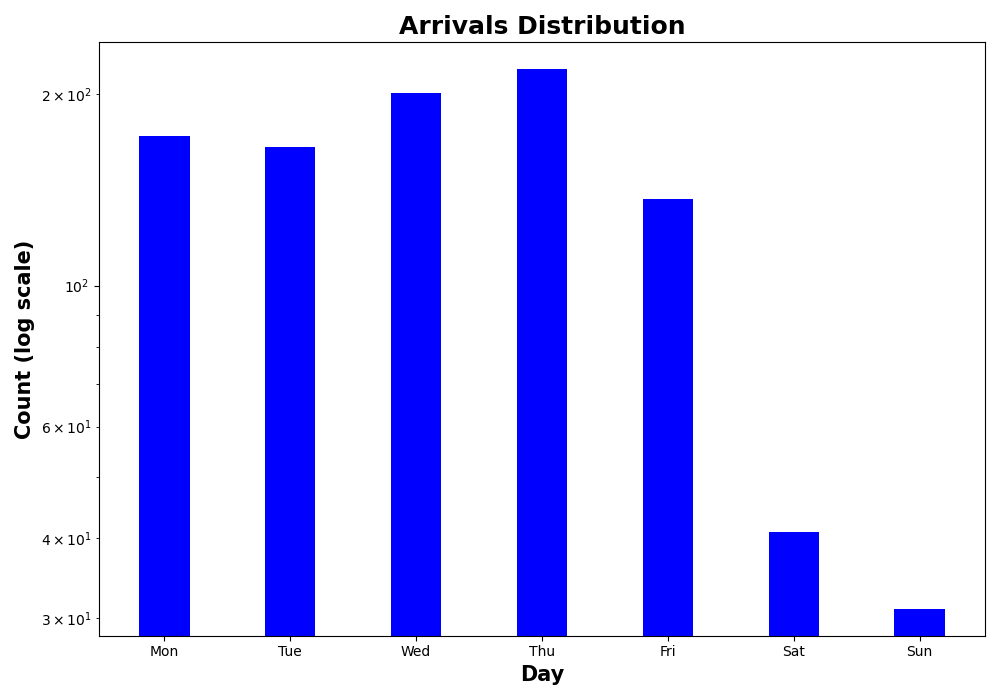 Arrivals Distribution
Count (log scale)
2 × 10²
10²
6 × 10¹
4 × 10¹
3 × 10¹
Mon Tue Wed Thu Fri Sat Sun
Day